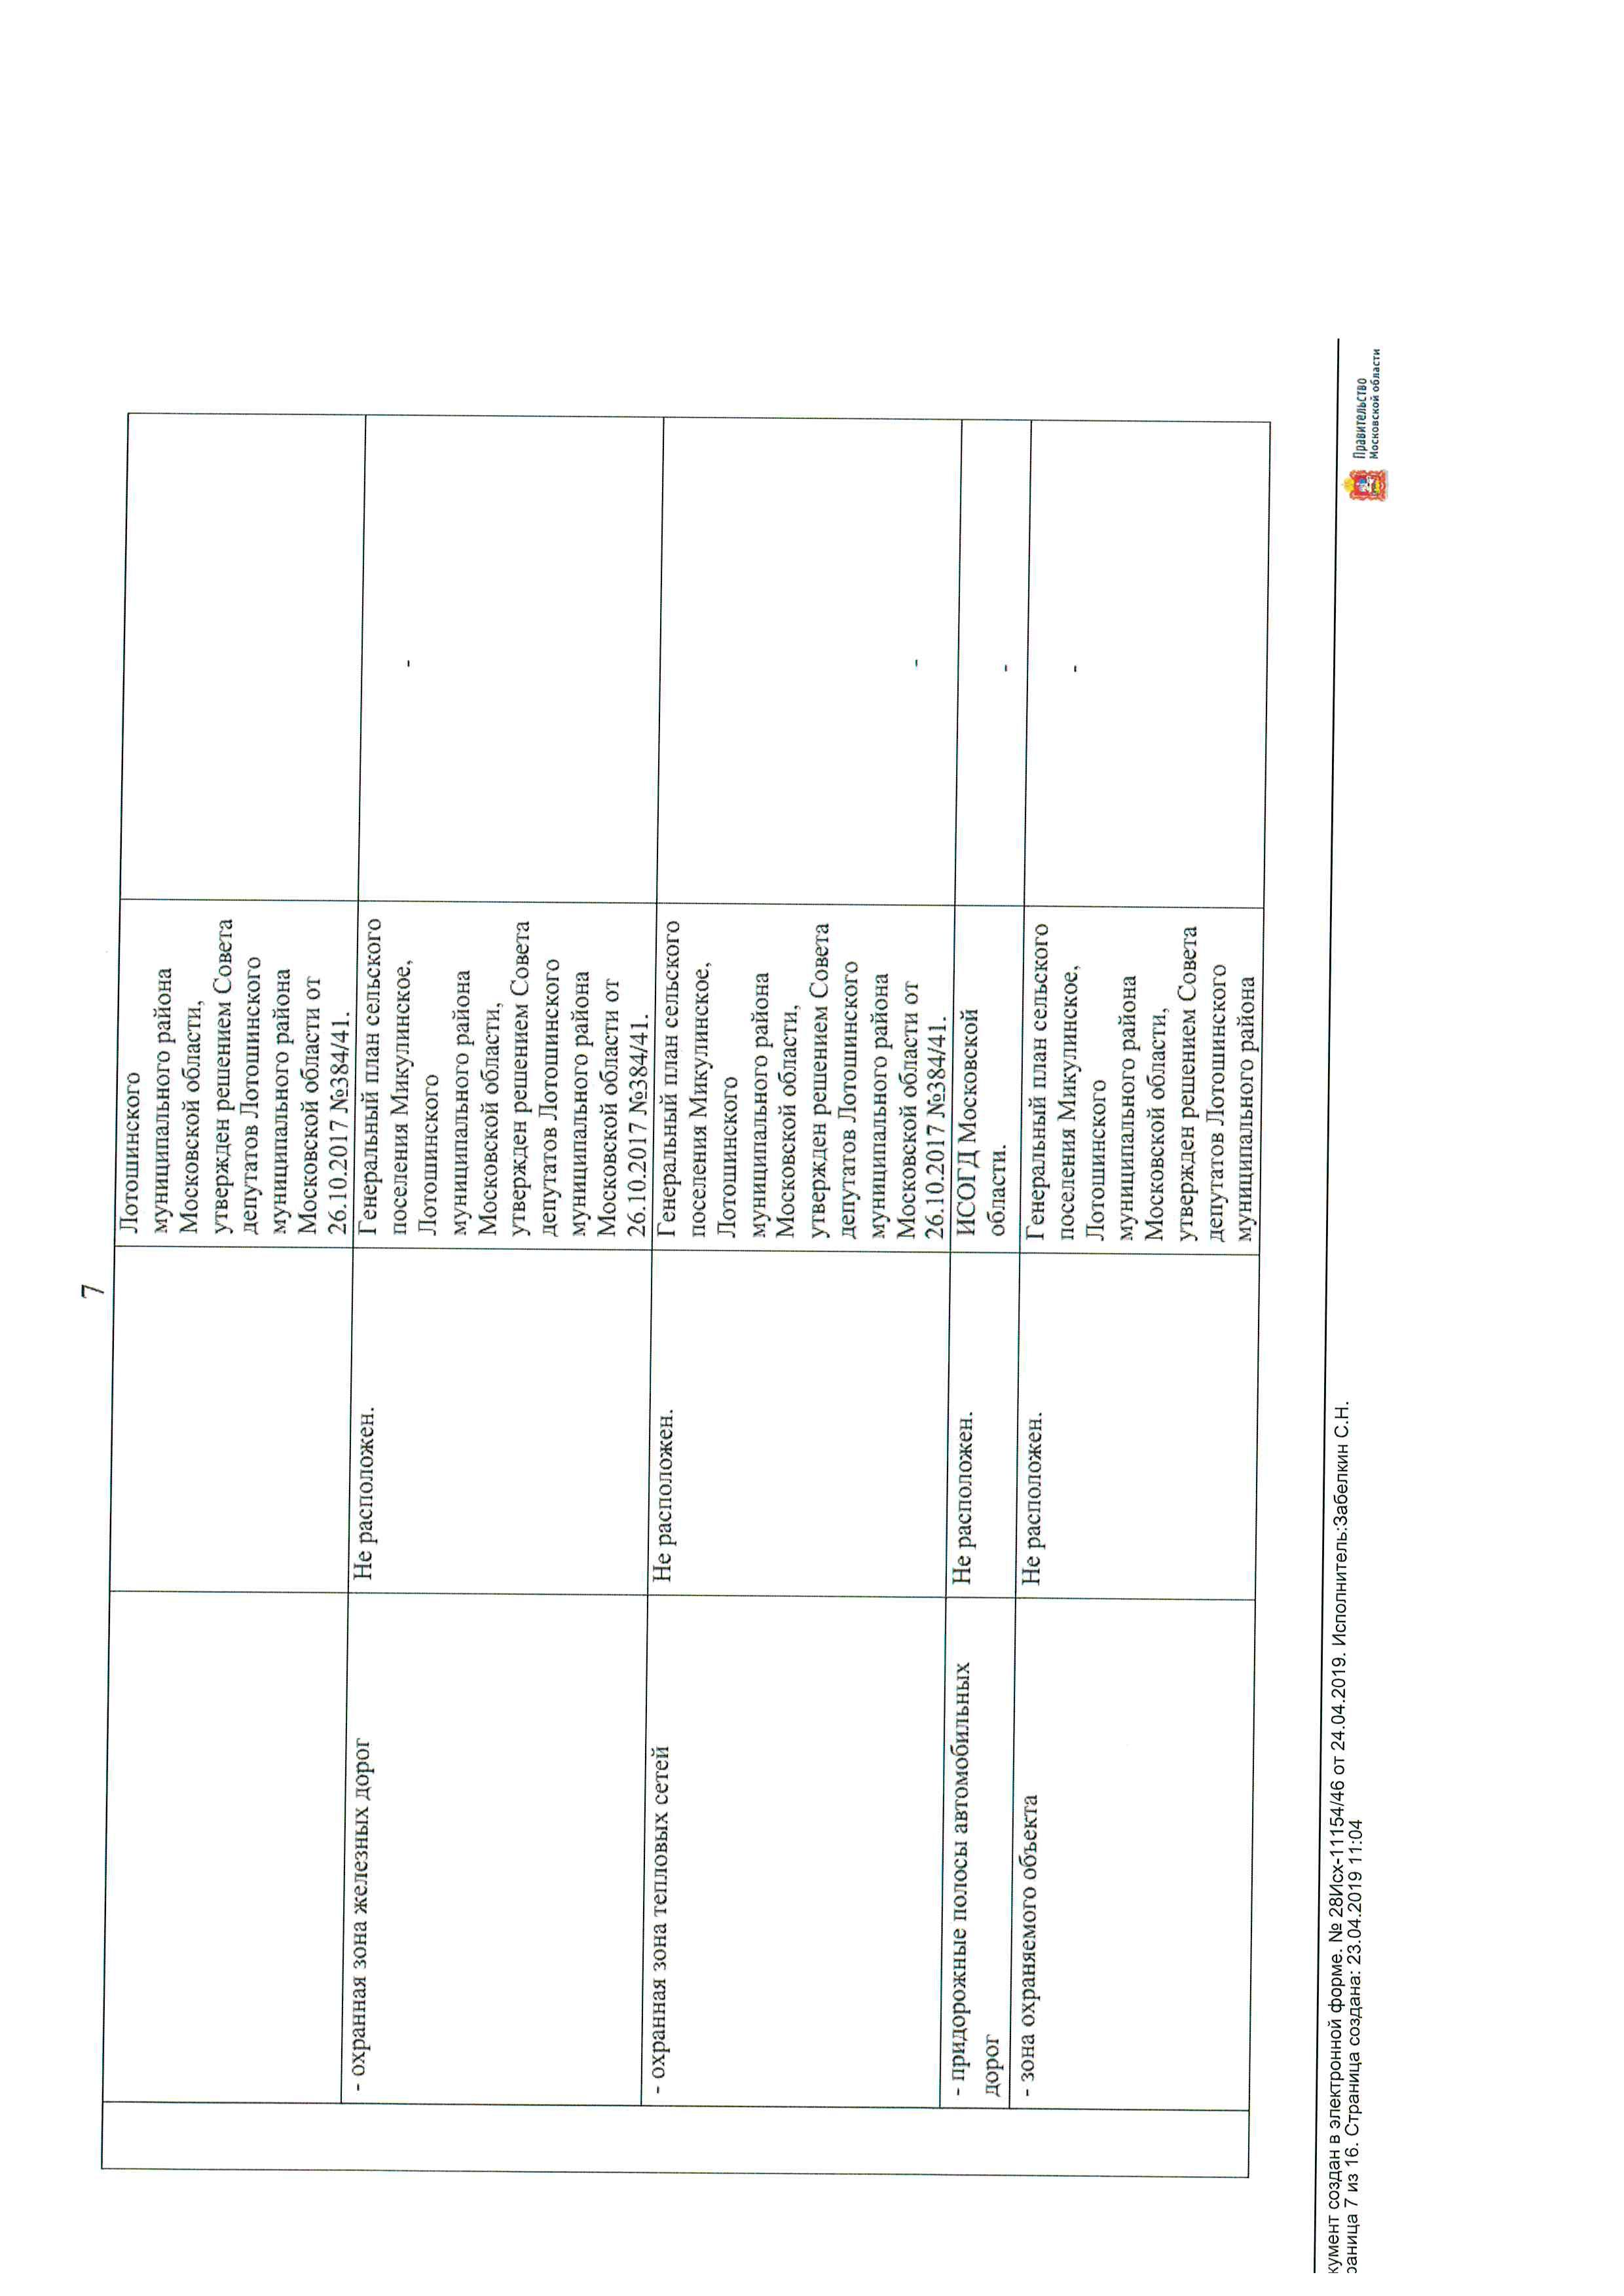 7
Лотошинского
муниципального района
Московской области,
утвержден решением Совета
депутатов Лотошинского
муниципального района
Московской области от
26.10.2017 №384/41.
- охранная зона железных дорог
Не расположен.
Генеральный план сельского
поселения Микулинское,
Лотошинского
муниципального района
Московской области,
утвержден решением Совета
депутатов Лотошинского
муниципального района
Московской области от
26.10.2017 №384/41.
-
- охранная зона тепловых сетей
Не расположен.
Генеральный план сельского
поселения Микулинское,
Лотошинского
муниципального района
Московской области,
утвержден решением Совета
депутатов Лотошинского
муниципального района
Московской области от
26.10.2017 №384/41.
-
- придорожные полосы автомобильных
дорог
Не расположен.
ИСОГД Московской
области.
-
- зона охраняемого объекта
Не расположен.
Генеральный план сельского
поселения Микулинское,
Лотошинского
муниципального района
Московской области,
утвержден решением Совета
депутатов Лотошинского
муниципального района
-
кумент создан в электронной форме. № 28Исх-11154/46 от 24.04.2019. Исполнитель:Забелкин С.Н.
раница 7 из 16. Страница создана: 23.04.2019 11:04
Правительство
Московской области